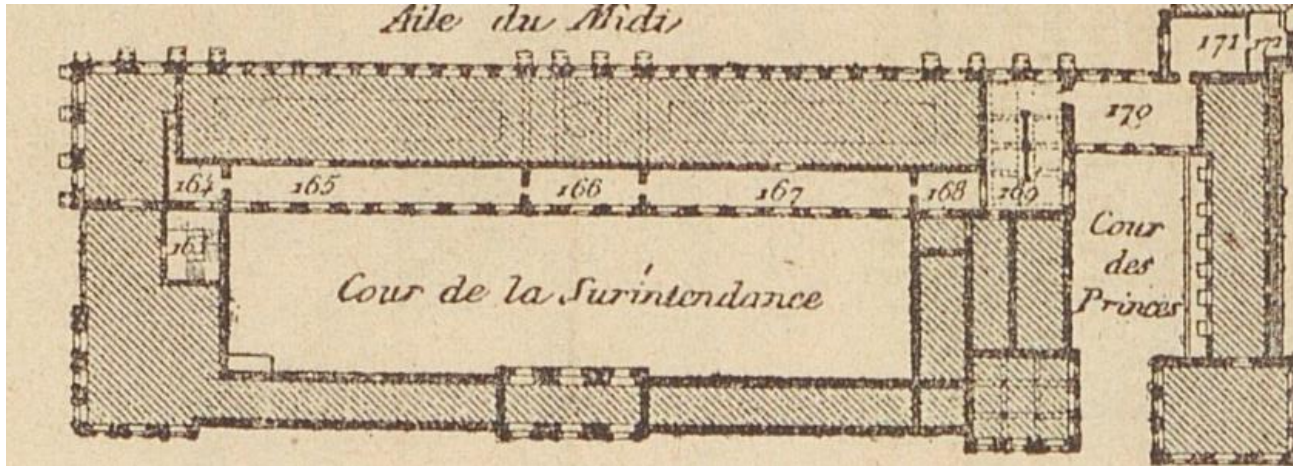 Aile du Midi
171 172
170
164 165 166 167 168 169
163
Cour de la Surintendance
Cour
des
Princes